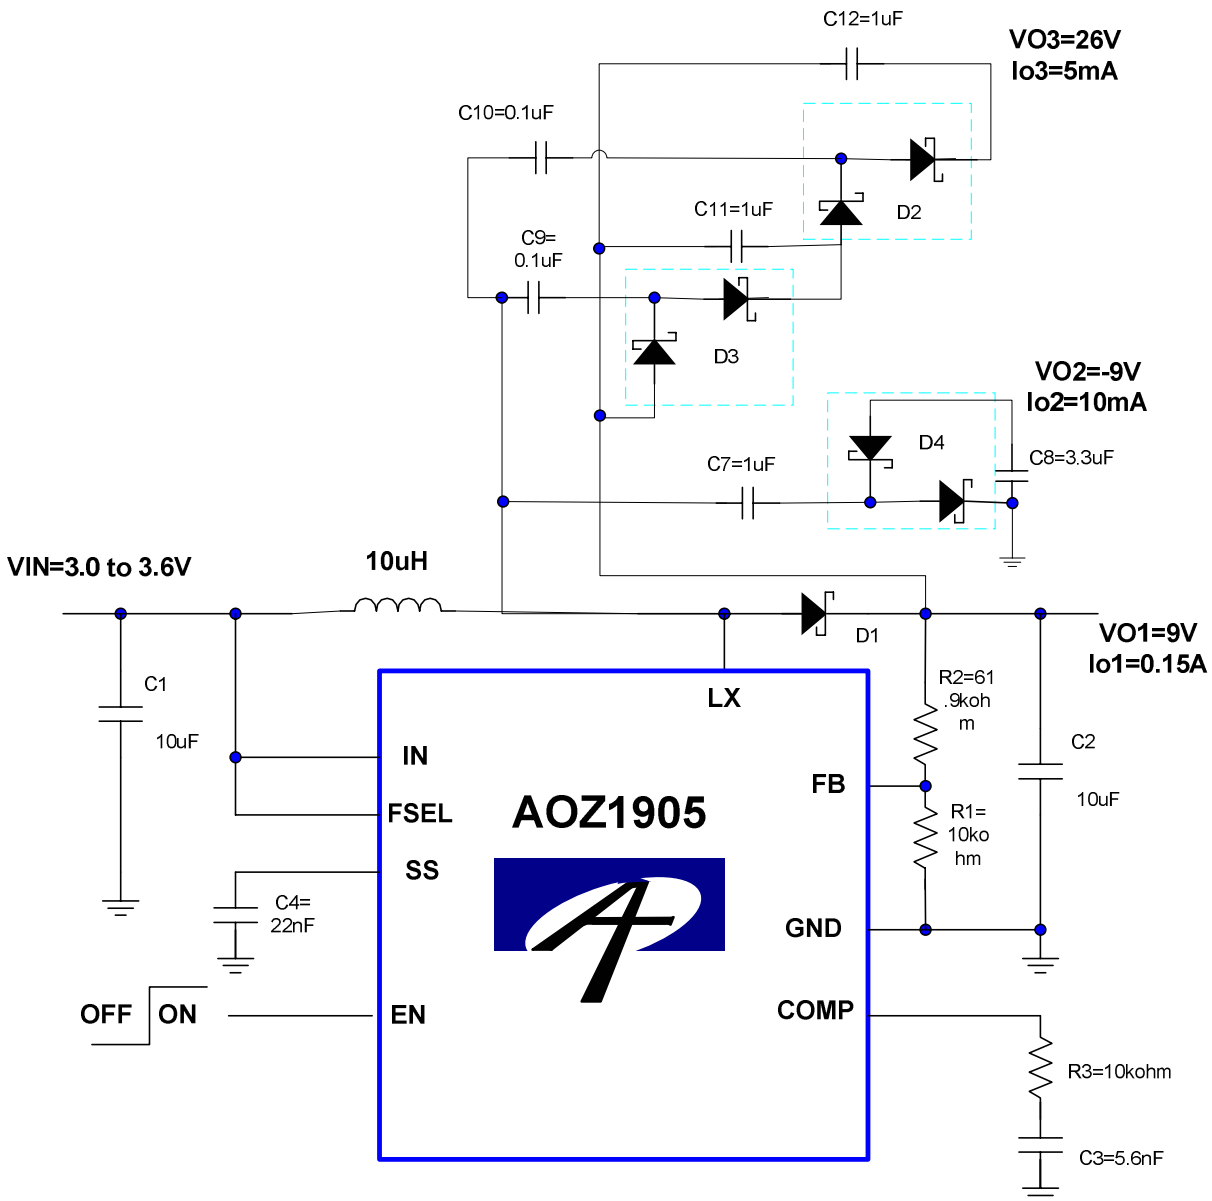 C12=1uF
VO3=26V
Io3=5mA
C10=0.1uF
D2
C11=1uF
C9=
0.1uF
D3
VO2=-9V
Io2=10mA
D4
C7=1uF
C8=3.3uF
VIN=3.0 to 3.6V
10uH
D1
VO1=9V
Io1=0.15A
C1
10uF
LX
R2=61
.9koh
m
C2
10uF
IN
FB
FSEL
AOZ1905
R1=
10ko
hm
SS
C4=
22nF
GND
OFF ON
EN
COMP
R3=10kohm
C3=5.6nF